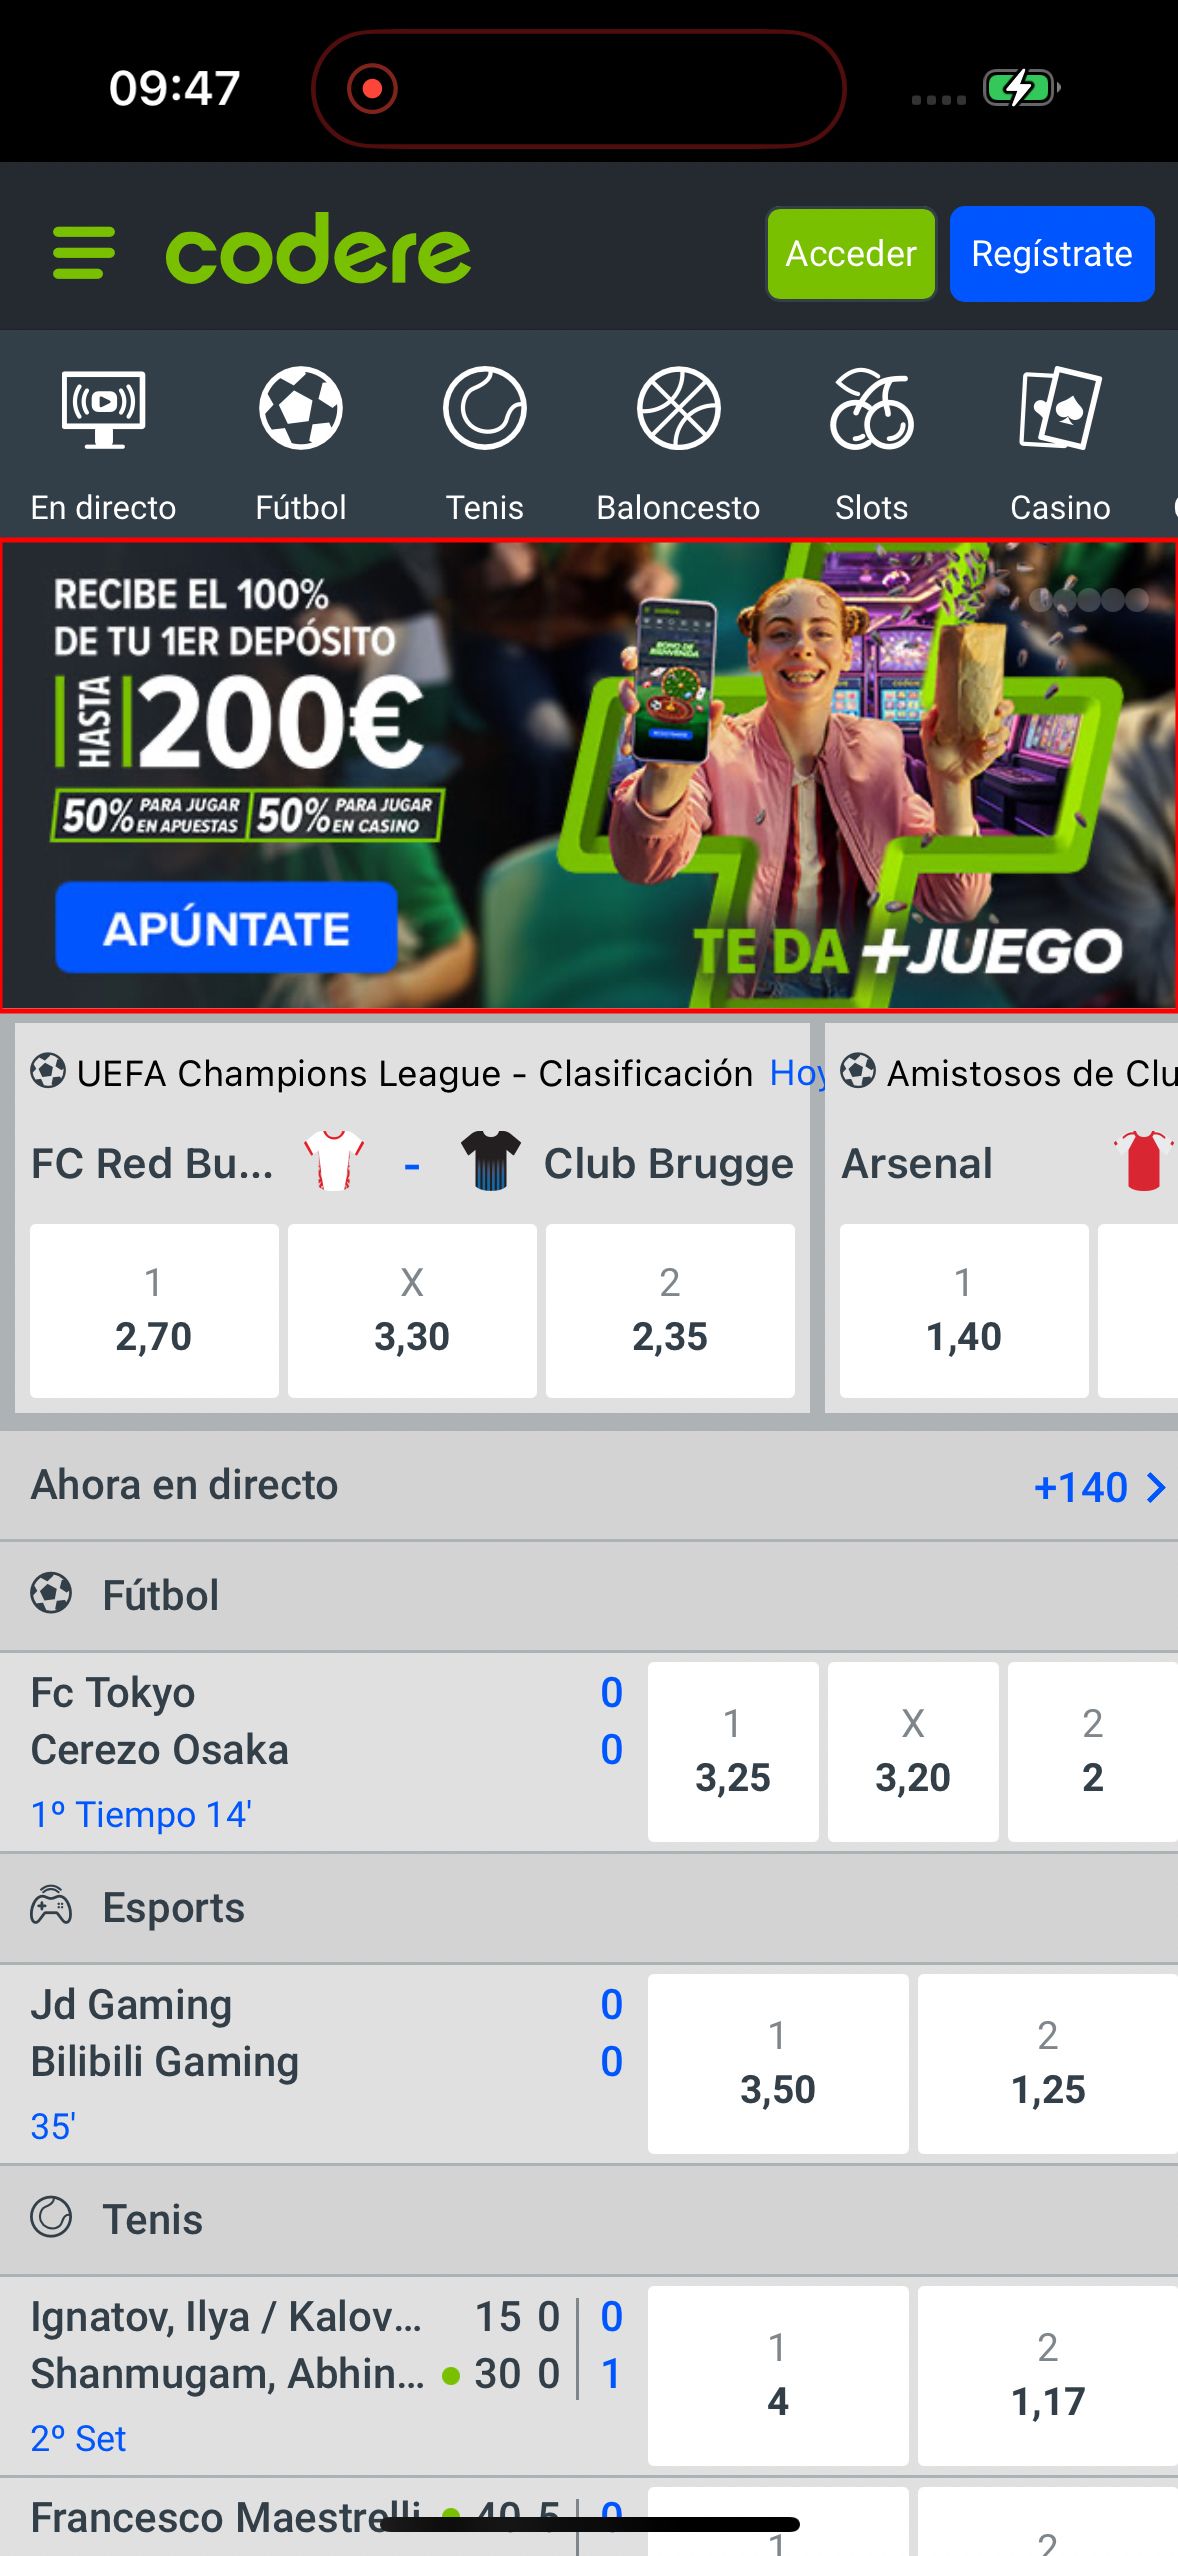 09:47
codere
Acceder
Regístrate
En directo
Fútbol
Tenis
Baloncesto
Slots
Casino
RECIBE EL 100%
DE TU 1ER DEPÓSITO
HASTA 200€
50% PARA JUGAR EN APUESTAS 50% PARA JUGAR EN CASINO
APÚNTATE
TE DA +JUEGO
UEFA Champions League - Clasificación Hoy
Amistosos de Clu
FC Red Bu... - Club Brugge
Arsenal
1 X 2 1
2,70 3,30 2,35 1,40
Ahora en directo +140
Fútbol
Fc Tokyo 0
Cerezo Osaka 0
1º Tiempo 14'
1 X 2
3,25 3,20 2
Esports
Jd Gaming 0
Bilibili Gaming 0
35'
1 2
3,50 1,25
Tenis
Ignatov, Ilya / Kalov... 15 0 0
Shanmugam, Abhin... 30 0 1
2º Set
1 2
4 1,17
Francesco Maestrelli 40 5 0
1 2